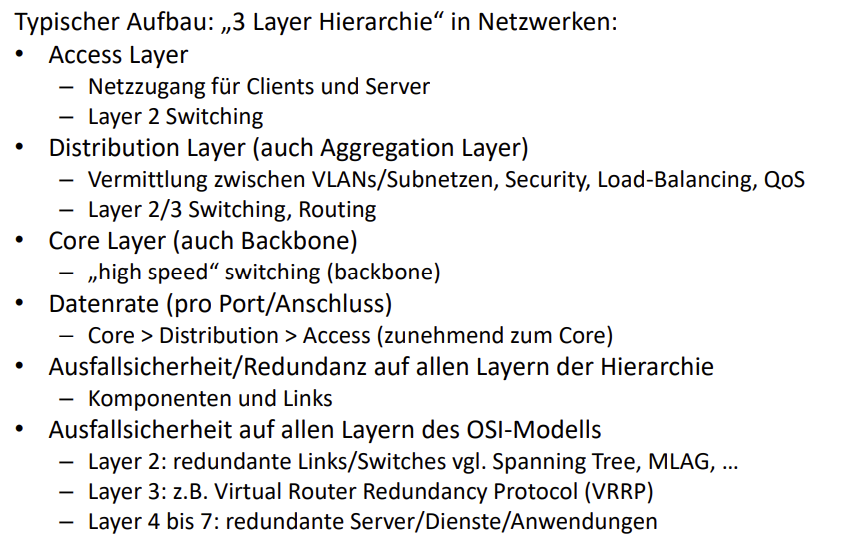 Typischer Aufbau: „3 Layer Hierarchie“ in Netzwerken:
• Access Layer
– Netzzugang für Clients und Server
– Layer 2 Switching
• Distribution Layer (auch Aggregation Layer)
– Vermittlung zwischen VLANs/Subnetzen, Security, Load-Balancing, QoS
– Layer 2/3 Switching, Routing
• Core Layer (auch Backbone)
– „high speed“ switching (backbone)
• Datenrate (pro Port/Anschluss)
– Core > Distribution > Access (zunehmend zum Core)
• Ausfallsicherheit/Redundanz auf allen Layern der Hierarchie
– Komponenten und Links
• Ausfallsicherheit auf allen Layern des OSI-Modells
– Layer 2: redundante Links/Switches vgl. Spanning Tree, MLAG, …
– Layer 3: z.B. Virtual Router Redundancy Protocol (VRRP)
– Layer 4 bis 7: redundante Server/Dienste/Anwendungen